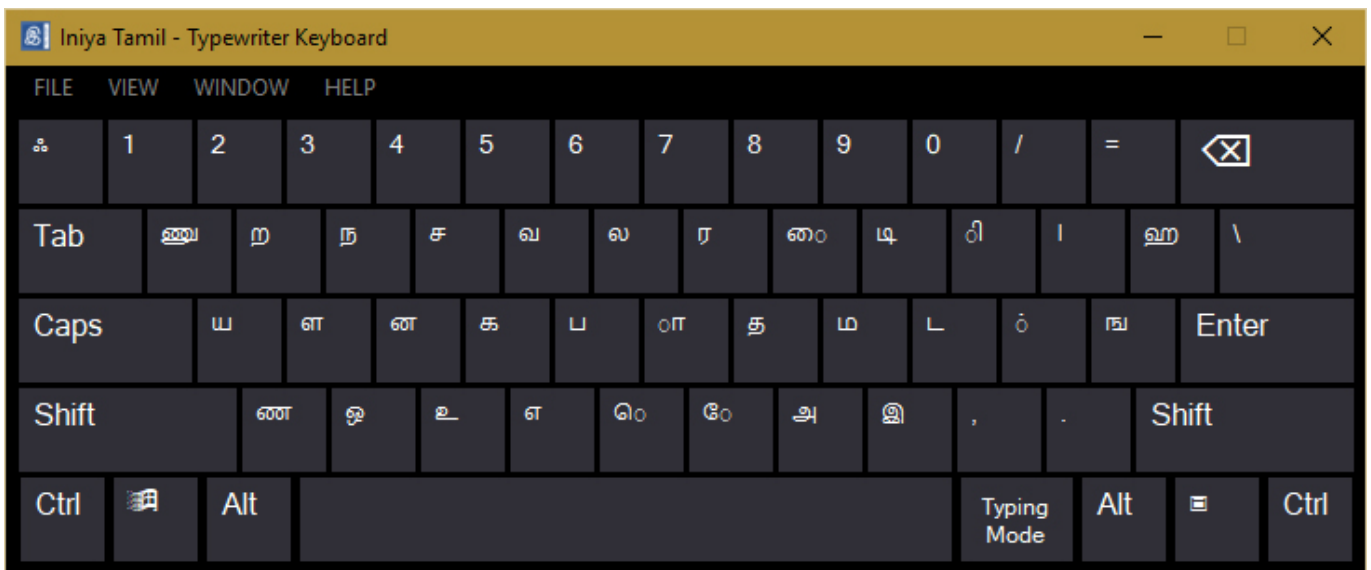 இ Iniya Tamil - Typewriter Keyboard
FILE VIEW WINDOW HELP
ஃ 1 2 3 4 5 6 7 8 9 0 / =
Tab ணு ற ந ச வ ல ர ை டி ி | ஹ \
Caps ய ள ன க ப ா த ம ட ் ங Enter
Shift ண ஒ உ எ ெ ே அ இ , . Shift
Ctrl Alt Typing Mode Alt Ctrl